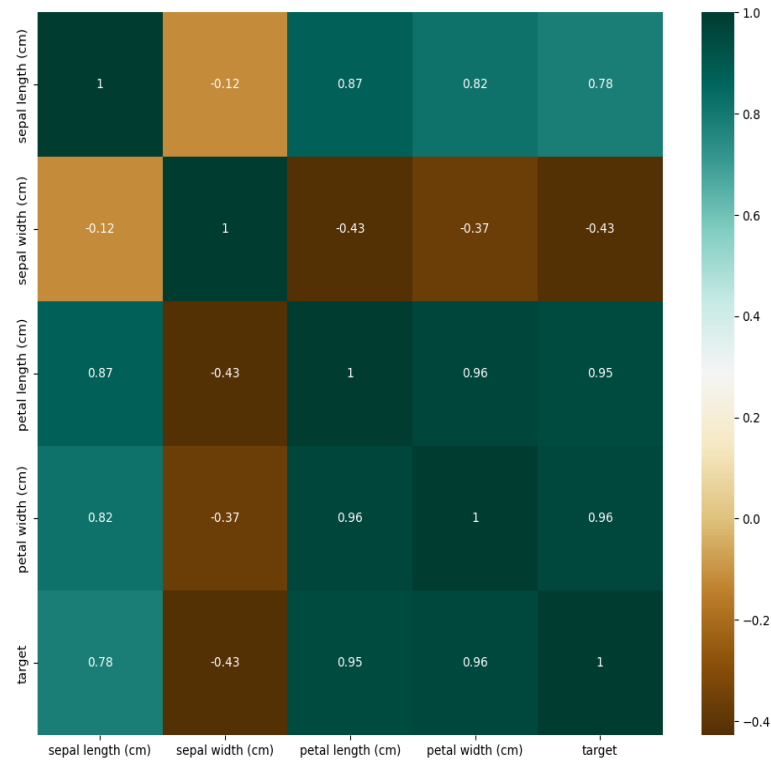 sepal length (cm)
1 -0.12 0.87 0.82 0.78
sepal width (cm)
-0.12 1 -0.43 -0.37 -0.43
petal length (cm)
0.87 -0.43 1 0.96 0.95
petal width (cm)
0.82 -0.37 0.96 1 0.96
target
0.78 -0.43 0.95 0.96 1
sepal length (cm) sepal width (cm) petal length (cm) petal width (cm) target
1.0
0.8
0.6
0.4
0.2
0.0
−0.2
−0.4